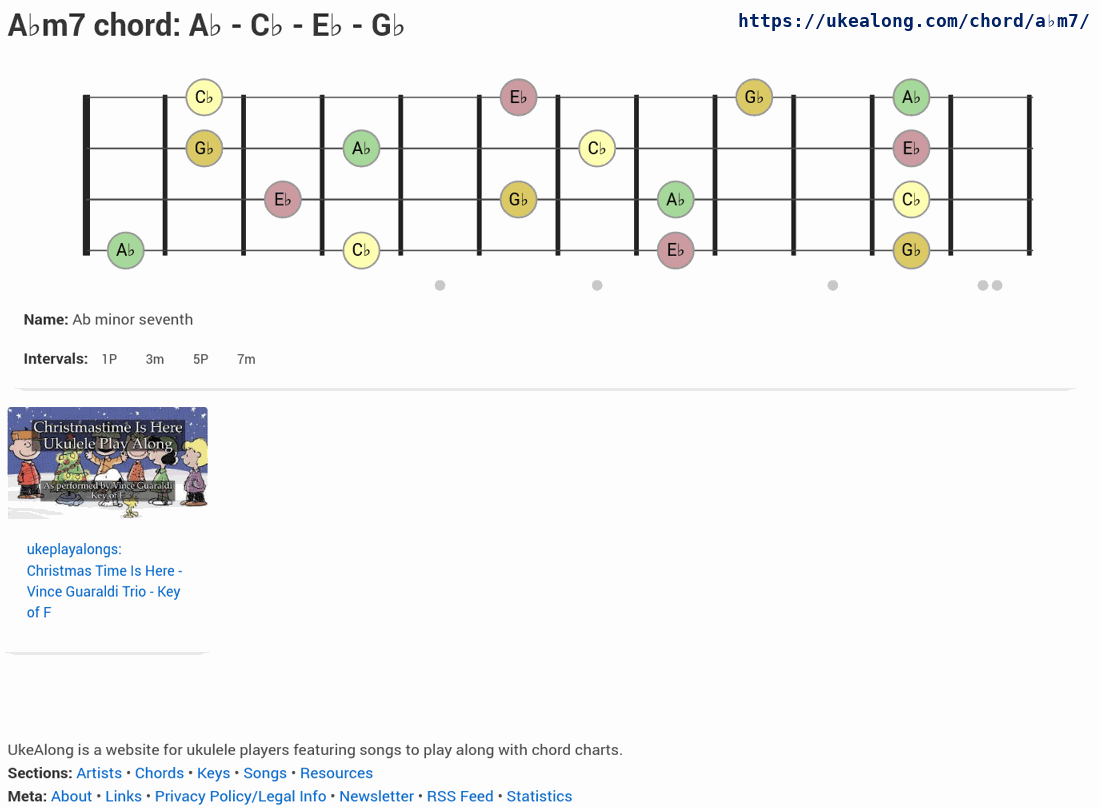 A♭m7 chord: A♭ - C♭ - E♭ - G♭
https://ukealong.com/chord/a♭m7/
C♭ E♭ G♭ A♭
G♭ A♭ C♭ E♭
E♭ G♭ A♭ C♭
A♭ C♭ E♭ G♭
Name: Ab minor seventh
Intervals: 1P 3m 5P 7m
Christmastime Is Here
Ukulele Play Along
As performed by Vince Guaraldi
Key of F
ukeplayalongs:
Christmas Time Is Here -
Vince Guaraldi Trio - Key
of F
UkeAlong is a website for ukulele players featuring songs to play along with chord charts.
Sections: Artists • Chords • Keys • Songs • Resources
Meta: About • Links • Privacy Policy/Legal Info • Newsletter • RSS Feed • Statistics